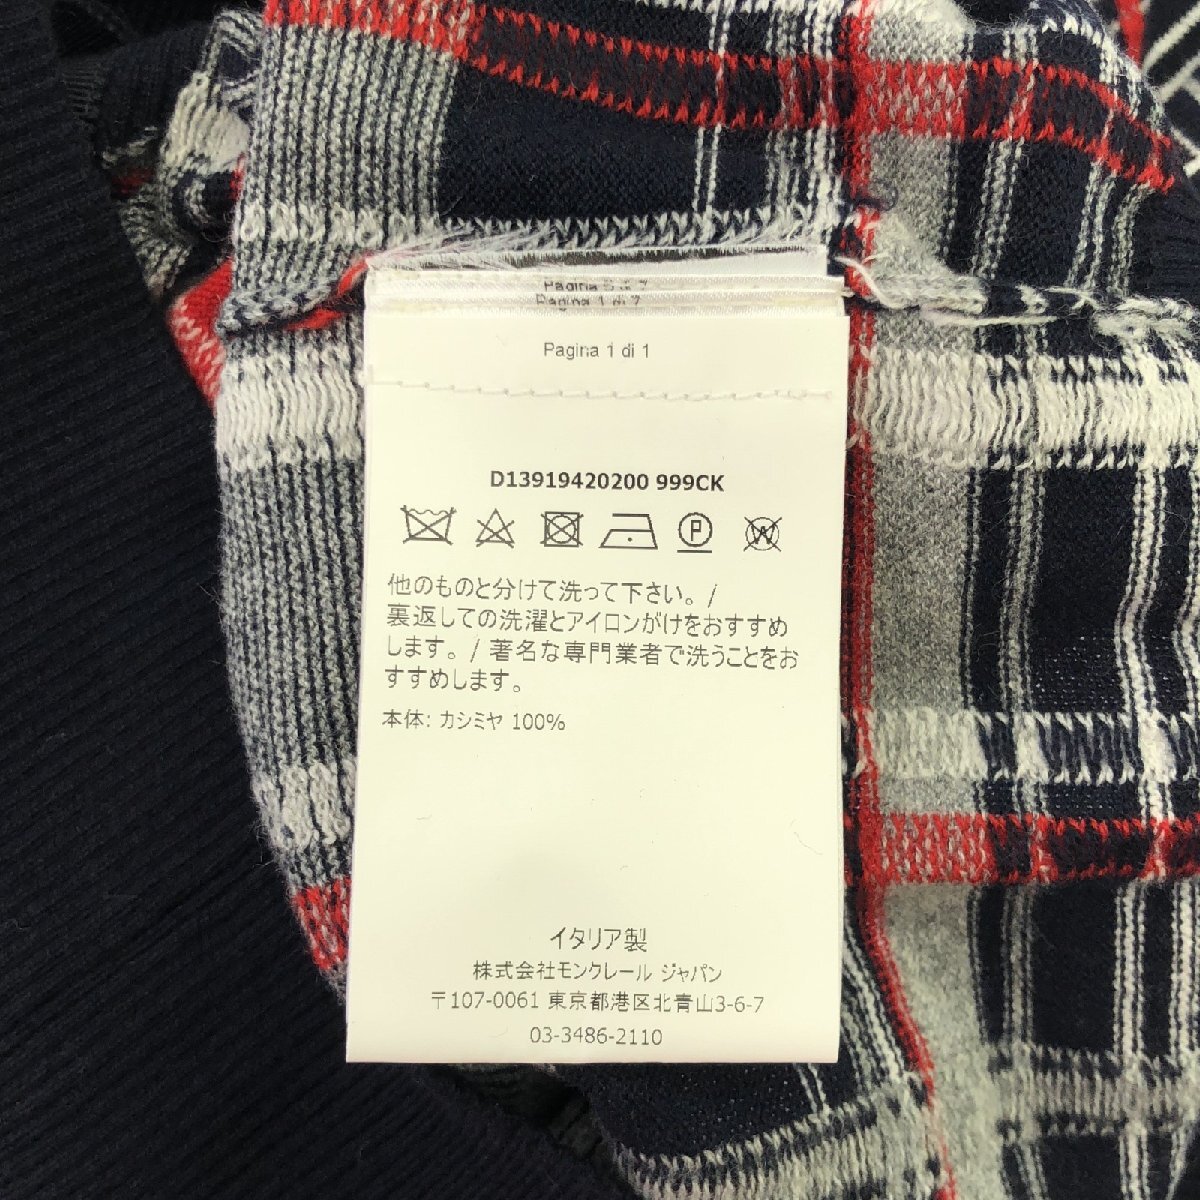 Pagina 1 di 7
Pagina 1 di 1
D13919420200 999CK
P
W
他のものと分けて洗って下さい。/
裏返しての洗濯とアイロンがけをおすすめ
します。/ 著名な専門業者で洗うことをお
すすめします。
本体: カシミヤ 100%
イタリア製
株式会社モンクレール ジャパン
〒107-0061 東京都港区北青山3-6-7
03-3486-2110